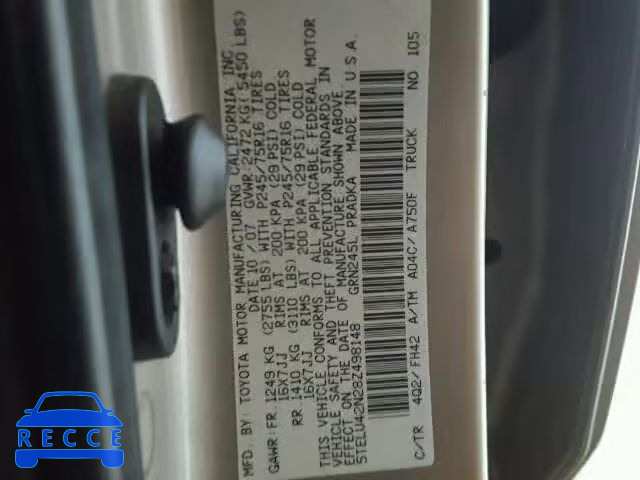 MFD. BY: TOYOTA MOTOR MANUFACTURING CALIFORNIA INC
DATE 10 / 07 GVWR: 2472 KG ( 5450 LBS)
GAWR: FR. 1249 KG (2755 LBS) WITH P245/75R16 TIRES
16X7JJ RIMS AT 200 KPA (29 PSI) COLD
RR. 1410 KG (3110 LBS) WITH P245/75R16 TIRES
16X7JJ RIMS AT 200 KPA (29 PSI) COLD
THIS VEHICLE CONFORMS TO ALL APPLICABLE FEDERAL MOTOR
VEHICLE SAFETY AND THEFT PREVENTION STANDARDS IN
EFFECT ON THE DATE OF MANUFACTURE SHOWN ABOVE.
5TELU42N28Z498148 GRN245L PRADKA MADE IN U.S.A.
C/TR 4Q2/ FH42 A/TM A04C/ A750F TRUCK NO 105
RECCE